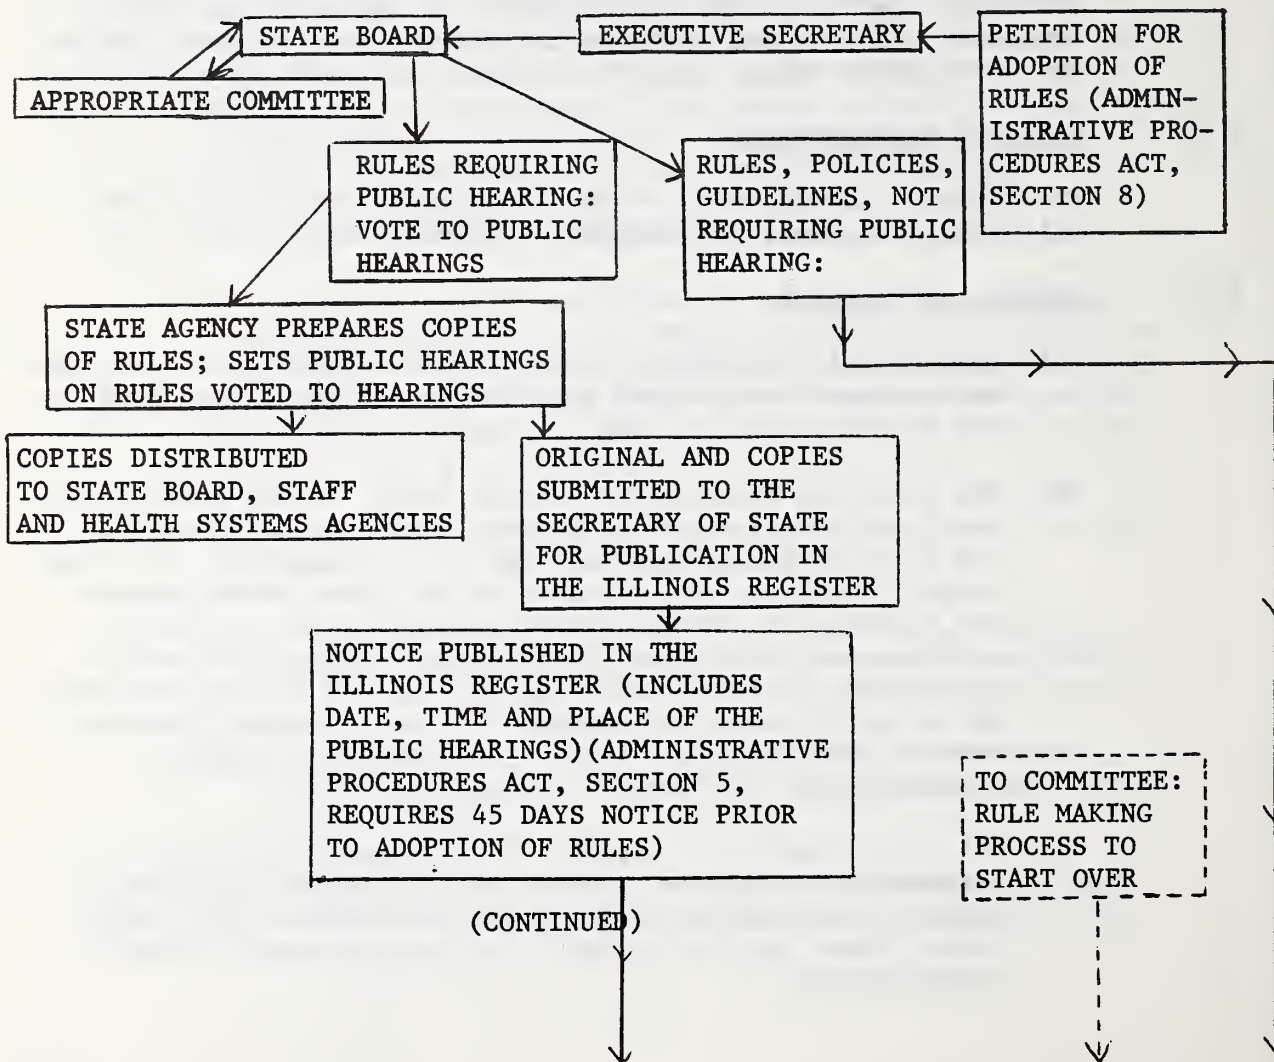 STATE BOARD
EXECUTIVE SECRETARY
PETITION FOR
ADOPTION OF
RULES (ADMIN-
ISTRATIVE PRO-
CEDURES ACT,
SECTION 8)
APPROPRIATE COMMITTEE
RULES REQUIRING
PUBLIC HEARING:
VOTE TO PUBLIC
HEARINGS
RULES, POLICIES,
GUIDELINES, NOT
REQUIRING PUBLIC
HEARING:
STATE AGENCY PREPARES COPIES
OF RULES; SETS PUBLIC HEARINGS
ON RULES VOTED TO HEARINGS
COPIES DISTRIBUTED
TO STATE BOARD, STAFF
AND HEALTH SYSTEMS AGENCIES
ORIGINAL AND COPIES
SUBMITTED TO THE
SECRETARY OF STATE
FOR PUBLICATION IN
THE ILLINOIS REGISTER
NOTICE PUBLISHED IN THE
ILLINOIS REGISTER (INCLUDES
DATE, TIME AND PLACE OF THE
PUBLIC HEARINGS)(ADMINISTRATIVE
PROCEDURES ACT, SECTION 5,
REQUIRES 45 DAYS NOTICE PRIOR
TO ADOPTION OF RULES)
TO COMMITTEE:
RULE MAKING
PROCESS TO
START OVER
(CONTINUED)